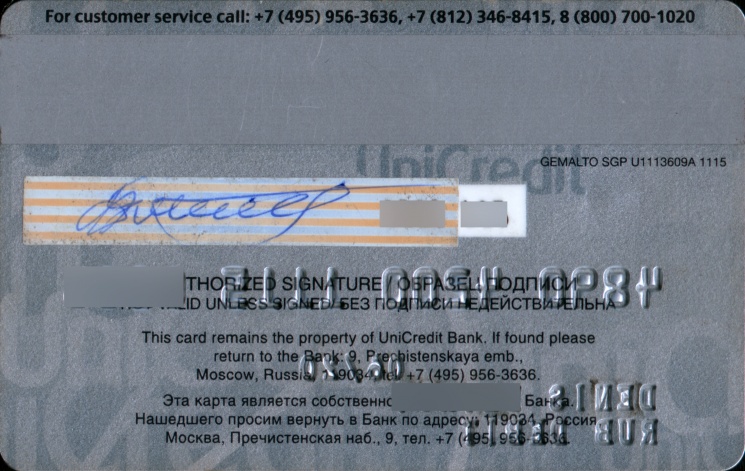 For customer service call: +7 (495) 956-3636, +7 (812) 346-8415, 8 (800) 700-1020
UniCredit
GEMALTO SGP U1113609A 1115
SIGNATURE / ОБРАЗЕЦ ПОДПИСИ
UNLESS SIGNED / БЕЗ ПОДПИСИ НЕДЕЙСТВИТЕЛЬНА
This card remains the property of UniCredit Bank. If found please
return to the Bank: 9, Prechistenskaya emb.,
Moscow, Russia, 119034, tel. +7 (495) 956-3636.
Эта карта является Банка.
DENIS
Нашедшего просим вернуть в Банк по адресу: 119034, Россия,
RUB DEBIT
Москва, Пречистенская наб., 9, тел. +7 (495) 956-3636.